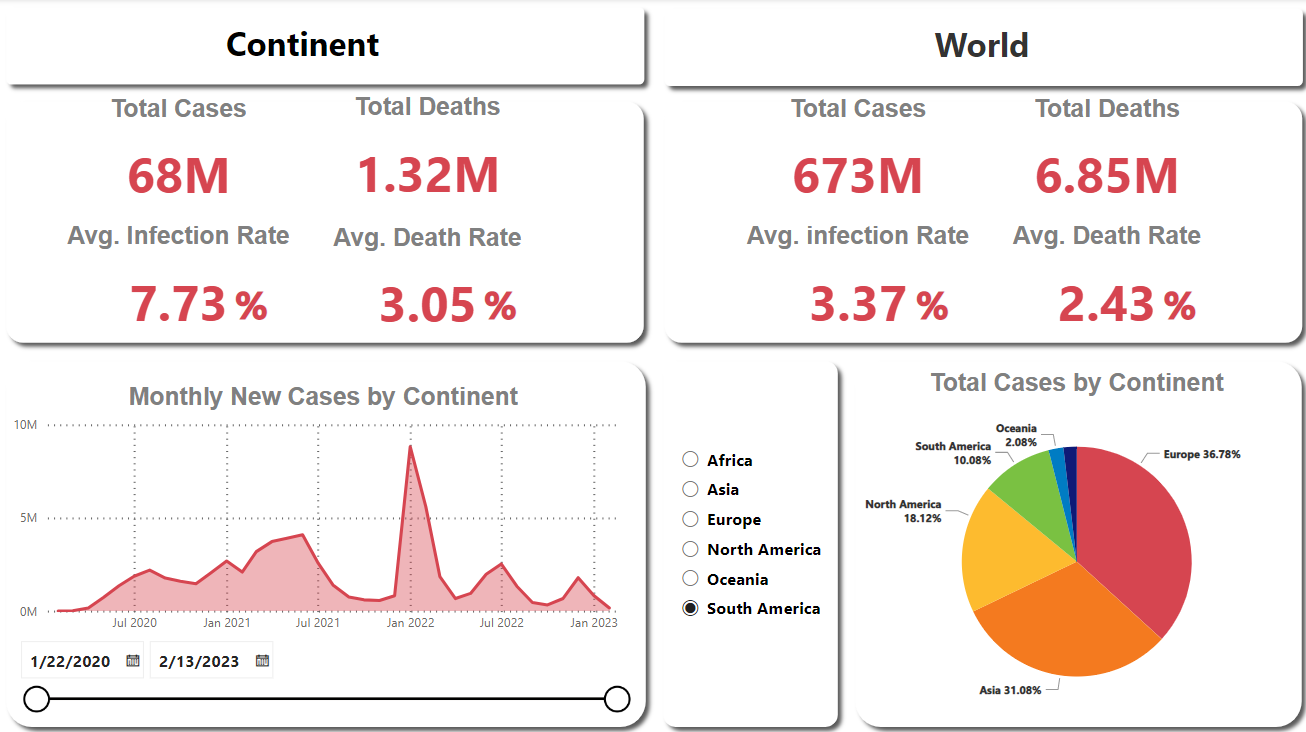 Continent
World
Total Cases
Total Deaths
68M
1.32M
Avg. Infection Rate
Avg. Death Rate
7.73 %
3.05 %
Total Cases
Total Deaths
673M
6.85M
Avg. infection Rate
Avg. Death Rate
3.37 %
2.43 %
Monthly New Cases by Continent
10M
5M
0M
Jul 2020
Jan 2021
Jul 2021
Jan 2022
Jul 2022
Jan 2023
1/22/2020
2/13/2023
Africa
Asia
Europe
North America
Oceania
South America
Total Cases by Continent
Oceania
2.08%
South America
10.08%
Europe 36.78%
North America
18.12%
Asia 31.08%